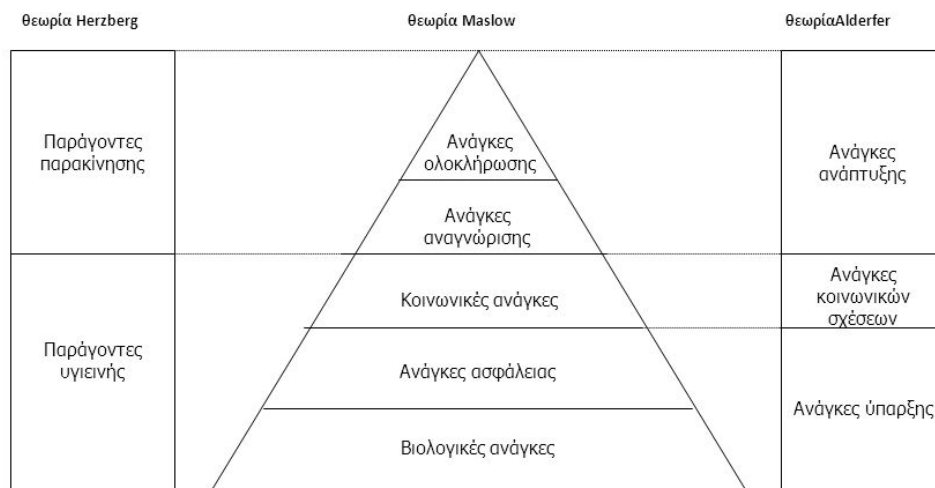 θεωρία Herzberg
θεωρία Maslow
θεωρίαAlderfer
Παράγοντες
παρακίνησης
Ανάγκες
ολοκλήρωσης
Ανάγκες
αναγνώρισης
Ανάγκες
ανάπτυξης
Παράγοντες
υγιεινής
Κοινωνικές ανάγκες
Ανάγκες ασφάλειας
Βιολογικές ανάγκες
Ανάγκες
κοινωνικών
σχέσεων
Ανάγκες ύπαρξης